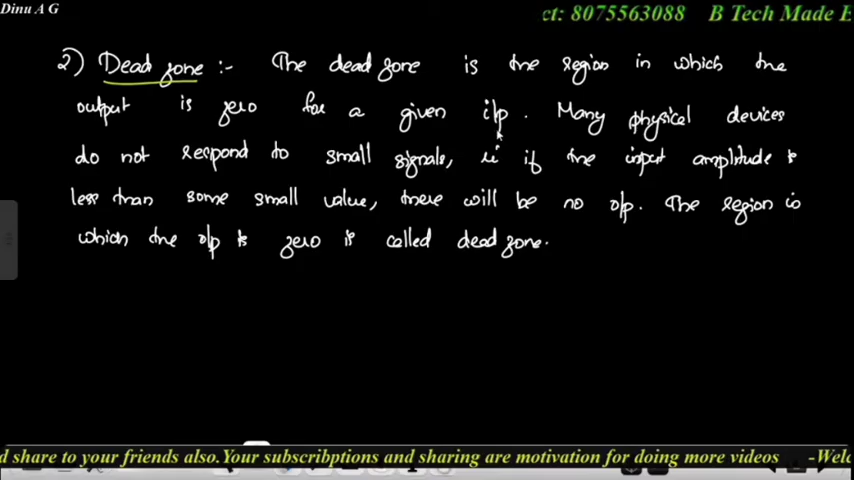 Dinu A G
ct: 8075563088 B Tech Made E
2) Dead zone :- The dead zone is the region in which the
output is zero for a given i/p. Many physical devices
do not respond to small signals, ie if the input amplitude is
less than some small value, there will be no o/p. The region in
which the o/p is zero is called dead zone.
d share to your friends also.Your subscribptions and sharing are motivation for doing more videos -Welc